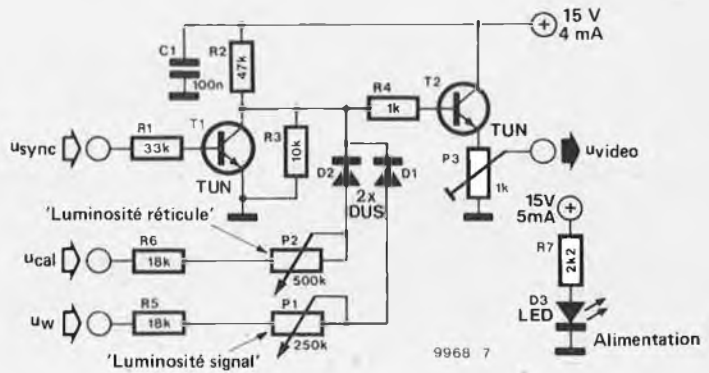 15 V
4 mA
C1
100n
R2
47k
R4
1k
T2
TUN
usync
R1
33k
T1
TUN
R3
10k
D2
D1
2x
DUS
P3
1k
uvideo
15V
5mA
R7
2k2
D3
LED
Alimentation
'Luminosité réticule'
ucal
R6
18k
P2
500k
uw
R5
18k
P1
250k
'Luminosité signal'
9968 7